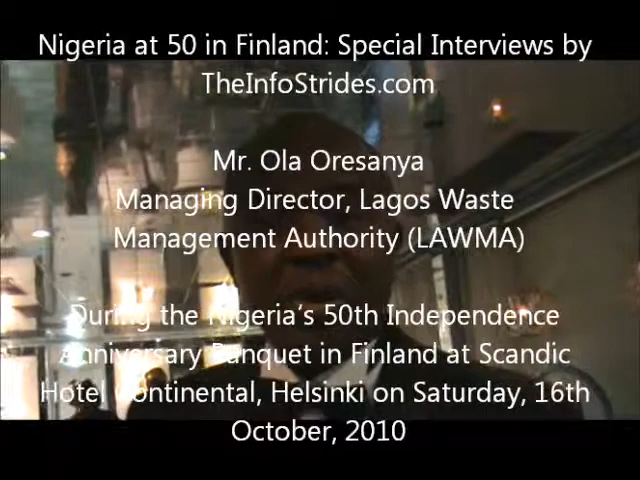 Nigeria at 50 in Finland: Special Interviews by
TheInfoStrides.com
Mr. Ola Oresanya
Managing Director, Lagos Waste
Management Authority (LAWMA)
During the Nigeria's 50th Independence
Anniversary Banquet in Finland at Scandic
Hotel Continental, Helsinki on Saturday, 16th
October, 2010